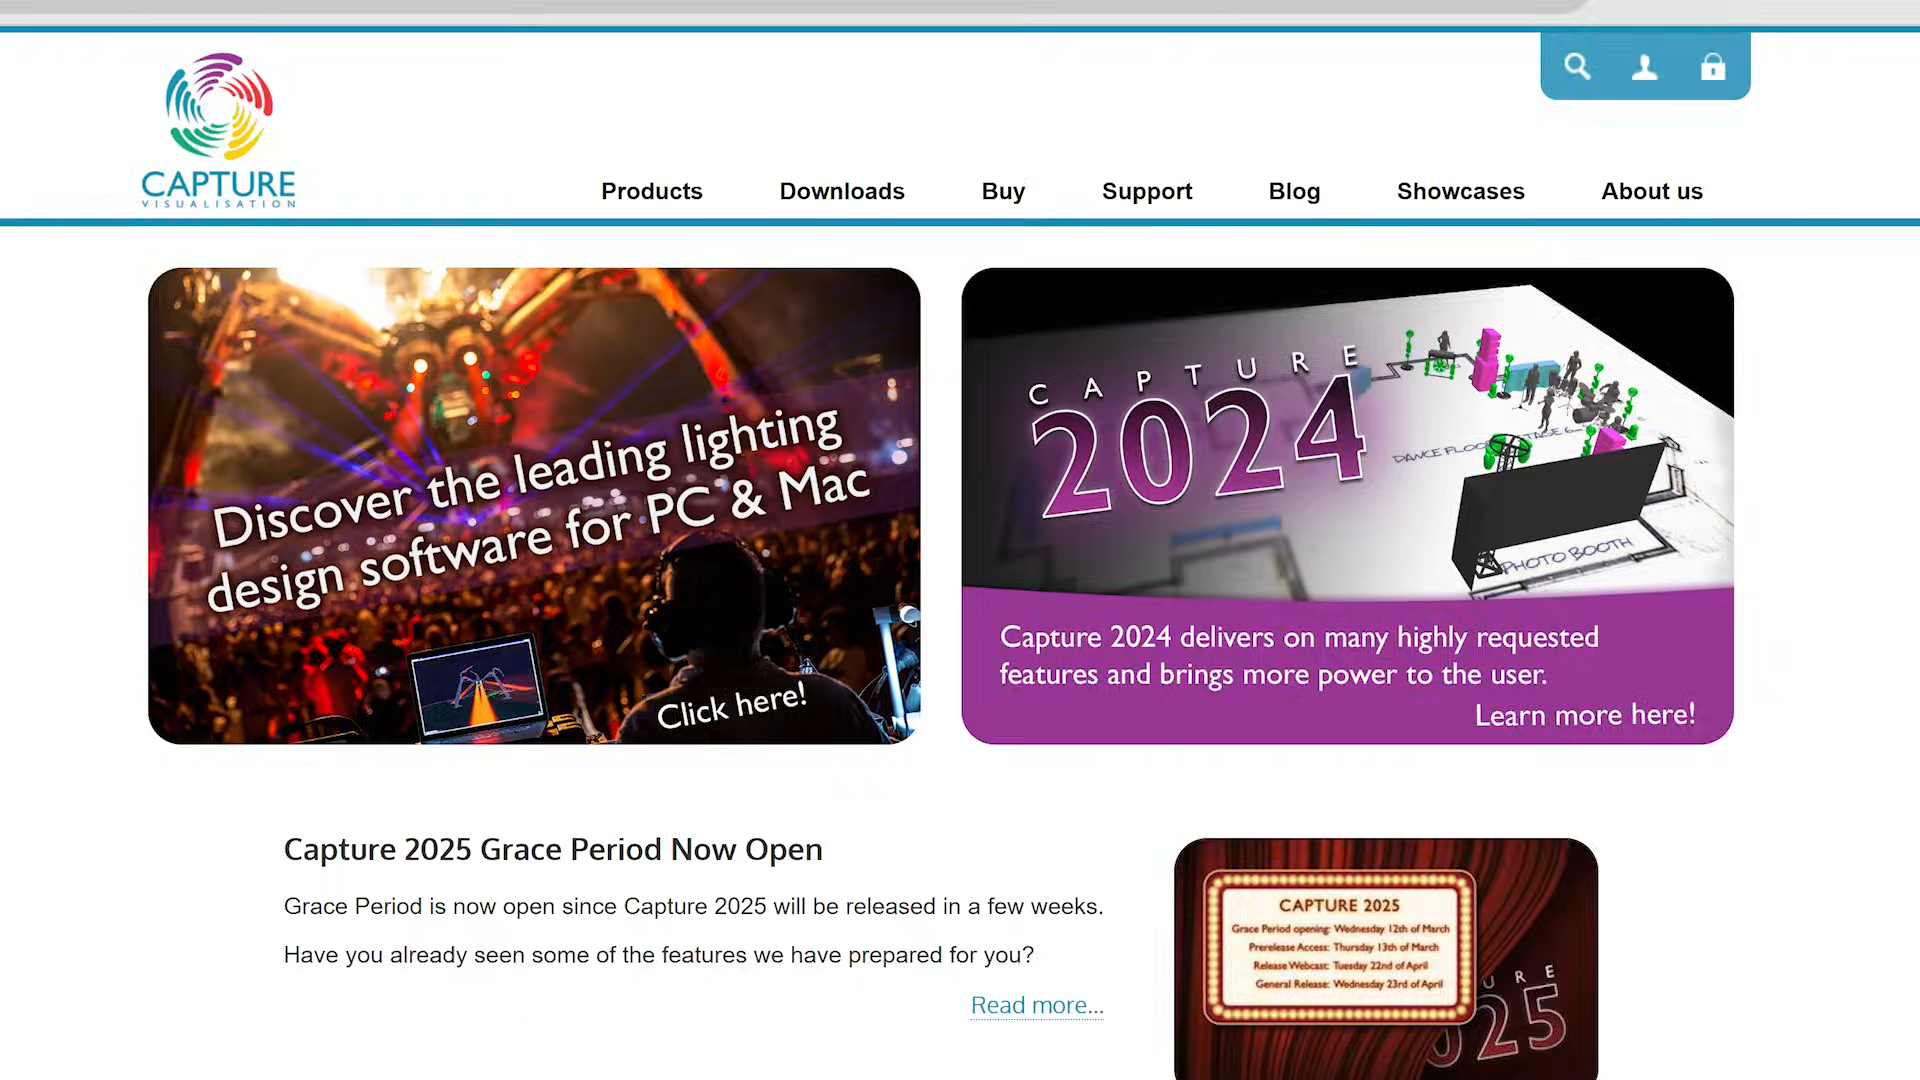 CAPTURE
VISUALISATION
Products
Downloads
Buy
Support
Blog
Showcases
About us
Discover the leading lighting
design software for PC & Mac
Click here!
CAPTURE
2024
DANCE FLOOR
PHOTO BOOTH
Capture 2024 delivers on many highly requested
features and brings more power to the user.
Learn more here!
Capture 2025 Grace Period Now Open
Grace Period is now open since Capture 2025 will be released in a few weeks.
Have you already seen some of the features we have prepared for you?
Read more...
CAPTURE 2025
Grace Period opening: Wednesday 12th of March
Prerelease Access: Thursday 13th of March
Release Webcast: Tuesday 22nd of April
General Release: Wednesday 23rd of April